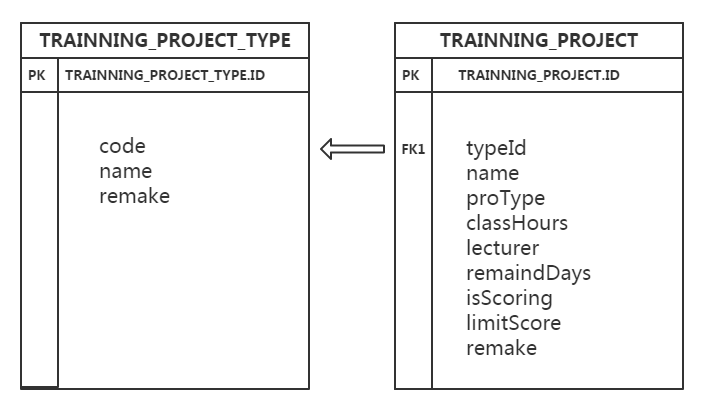 TRAINNING_PROJECT_TYPE
PK TRAINNING_PROJECT_TYPE.ID
code
name
remake
TRAINNING_PROJECT
PK TRAINNING_PROJECT.ID
FK1 typeId
name
proType
classHours
lecturer
remaindDays
isScoring
limitScore
remake